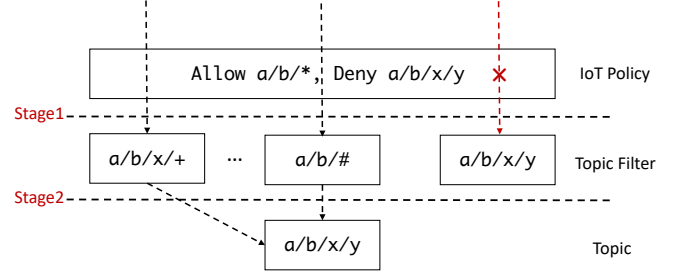 Allow a/b/*, Deny a/b/x/y
IoT Policy
Stage1
a/b/x/+
...
a/b/#
a/b/x/y
Topic Filter
Stage2
a/b/x/y
Topic